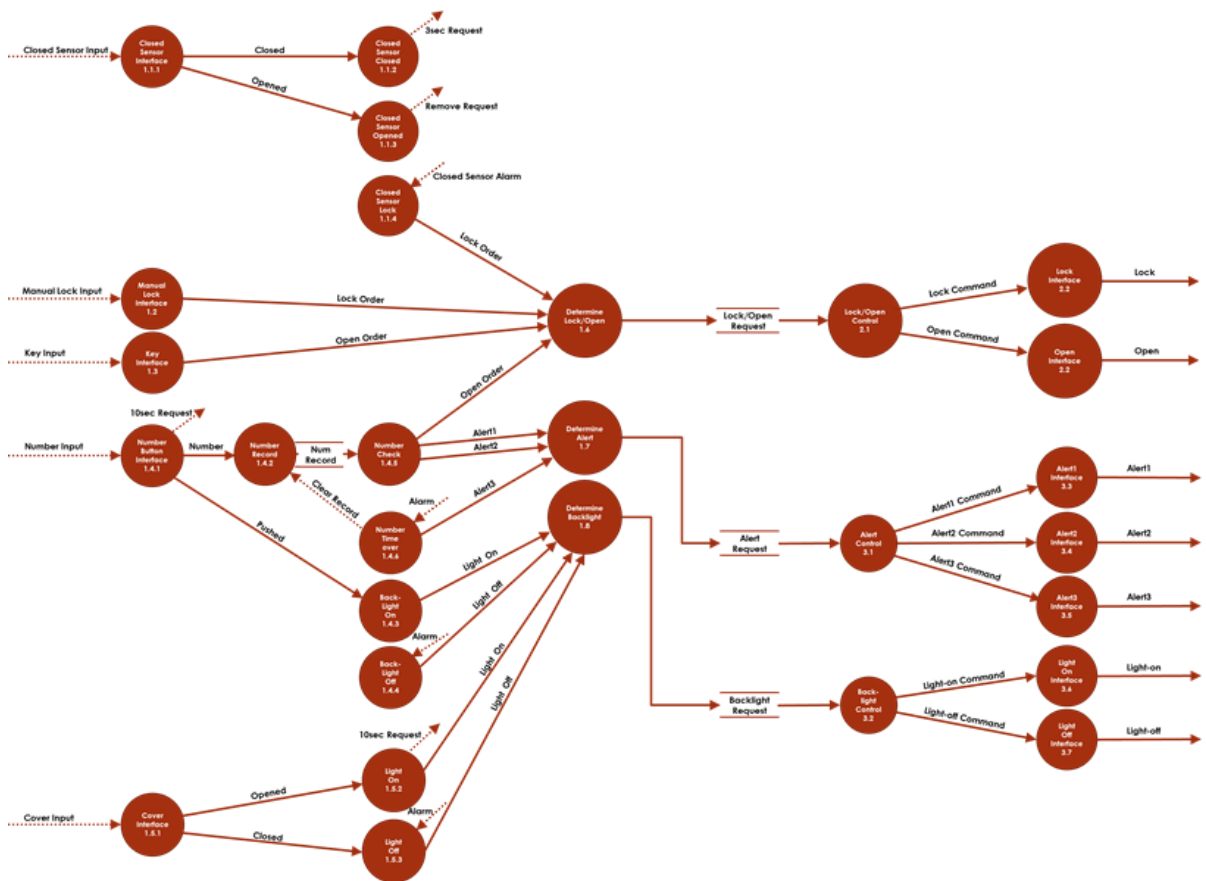 3sec Request
Closed Sensor Input
Closed
Sensor
Interface
1.1.1
Closed
Closed
Sensor
Closed
1.1.2
Opened
Remove Request
Closed
Sensor
Opened
1.1.3
Closed Sensor Alarm
Closed
Sensor
Lock
1.1.4
Lock Order
Manual Lock Input
Manual
Lock
Interface
1.2
Lock Order
Determine
Lock/Open
1.6
Lock/Open
Request
Lock/Open
Control
2.1
Lock Command
Lock
Interface
2.2
Lock
Key Input
Key
Interface
1.3
Open Order
Open Command
Open
Interface
2.2
Open
Open Order
10sec Request
Number Input
Number
Button
Interface
1.4.1
Number
Number
Record
1.4.2
Num
Record
Number
Check
1.4.5
Alert1
Alert2
Determine
Alert
1.7
Clear Record
Alarm
Alert3
Number
Time
over
1.4.6
Determine
Backlight
1.8
Alert
Request
Alert
Control
3.1
Alert1 Command
Alert1
Interface
3.3
Alert1
Alert2 Command
Alert2
Interface
3.4
Alert2
Alert3 Command
Alert3
Interface
3.5
Alert3
Pushed
Back-
Light
On
1.4.3
Light On
Light Off
Alarm
Back-
Light
Off
1.4.4
Light On
Light Off
Backlight
Request
Back-
light
Control
3.2
Light-on Command
Light
On
Interface
3.6
Light-on
Light-off Command
Light
Off
Interface
3.7
Light-off
10sec Request
Light
On
1.5.2
Cover Input
Cover
Interface
1.5.1
Opened
Closed
Alarm
Light
Off
1.5.3